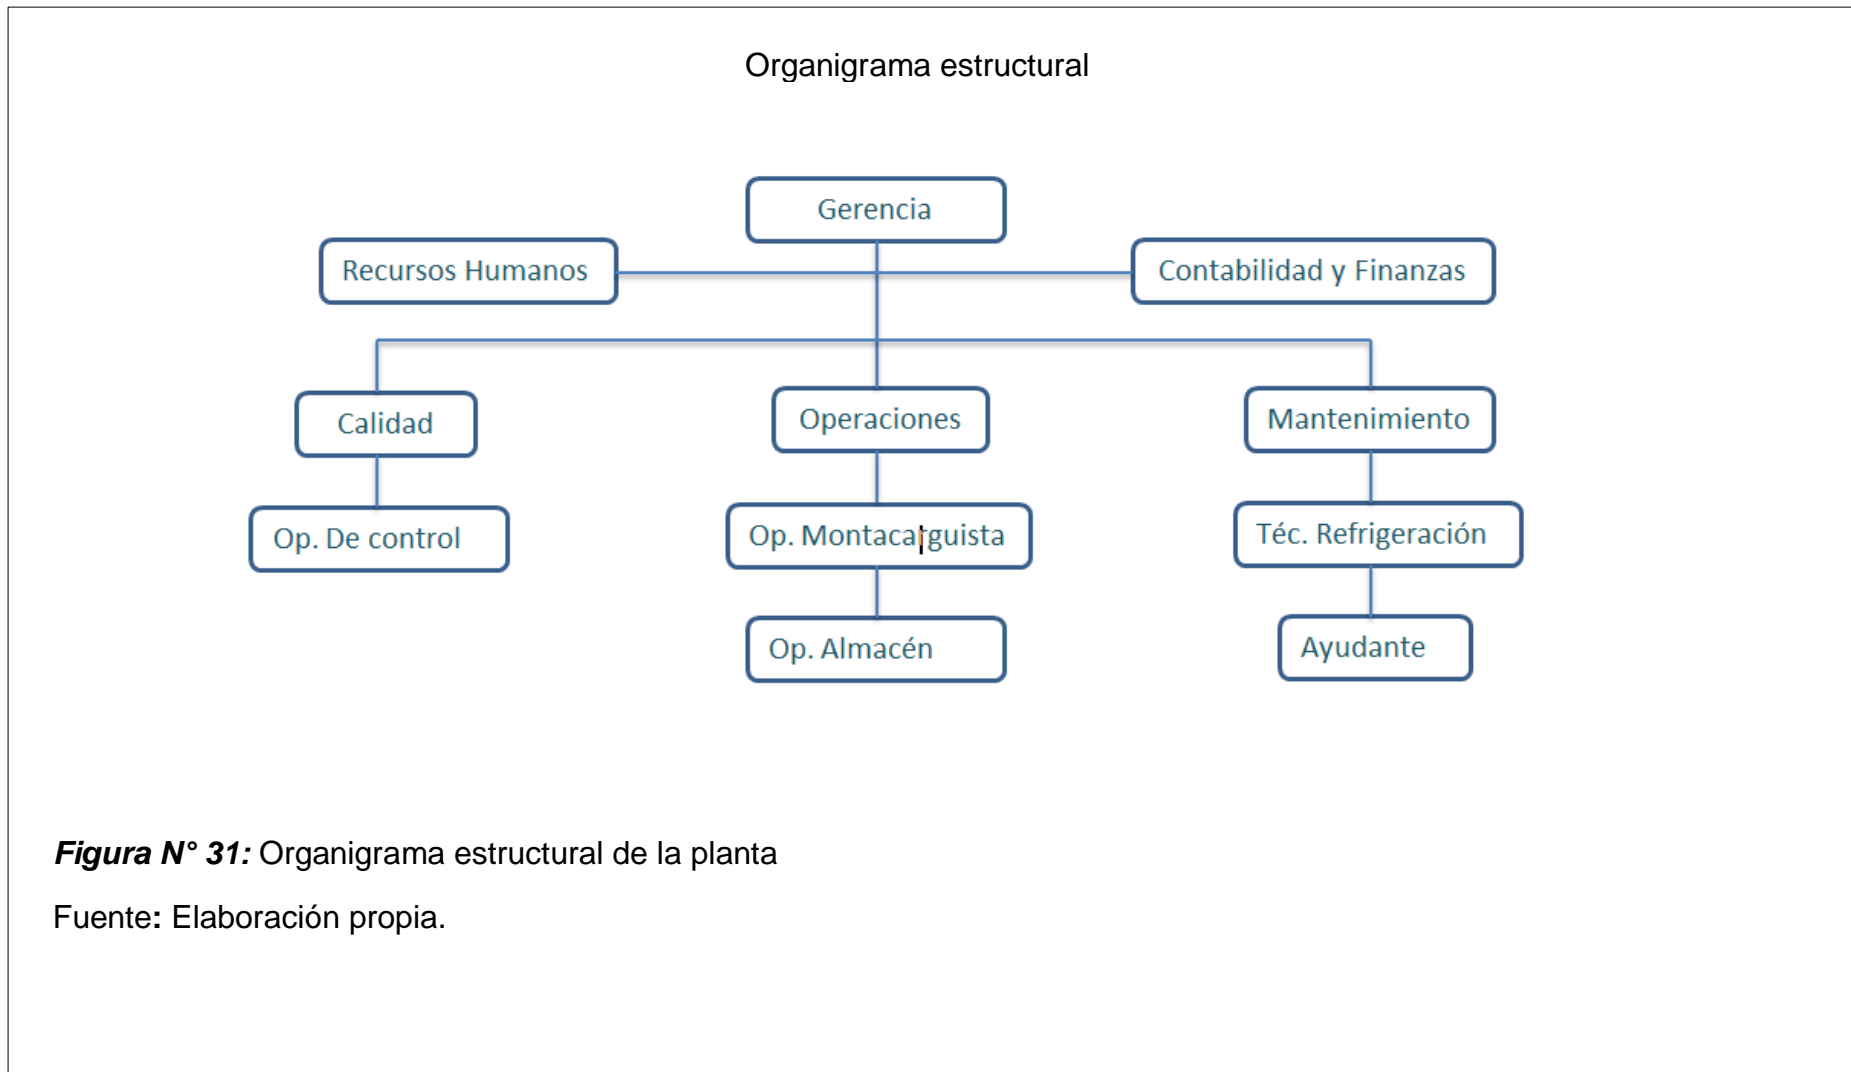 Organigrama estructural
Gerencia
Recursos Humanos
Contabilidad y Finanzas
Calidad
Operaciones
Mantenimiento
Op. De control
Op. Montacarguista
Téc. Refrigeración
Op. Almacén
Ayudante
Figura N° 31: Organigrama estructural de la planta
Fuente: Elaboración propia.